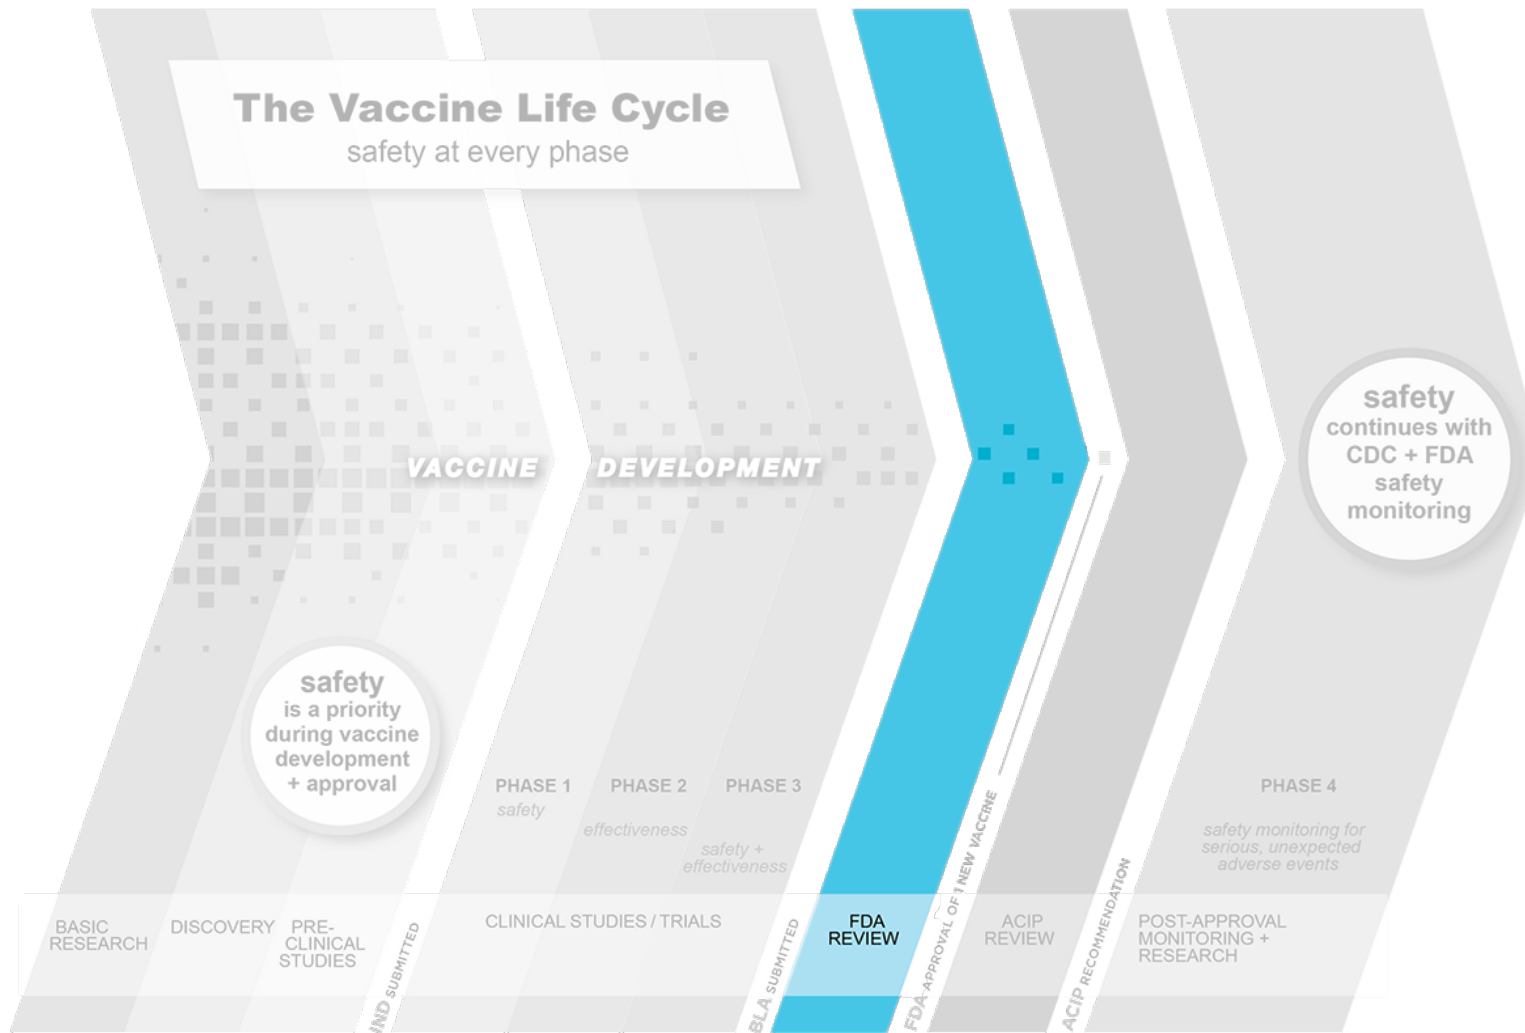 The Vaccine Life Cycle
safety at every phase
VACCINE DEVELOPMENT
safety
continues with
CDC + FDA
safety
monitoring
safety
is a priority
during vaccine
development
+ approval
PHASE 1
safety
PHASE 2
effectiveness
PHASE 3
safety +
effectiveness
PHASE 4
safety monitoring for
serious, unexpected
adverse events
BASIC
RESEARCH
DISCOVERY
PRE-
CLINICAL
STUDIES
IND SUBMITTED
CLINICAL STUDIES / TRIALS
BLA SUBMITTED
FDA
REVIEW
FDA APPROVAL OF 1 NEW VACCINE
ACIP
REVIEW
ACIP RECOMMENDATION
POST-APPROVAL
MONITORING +
RESEARCH